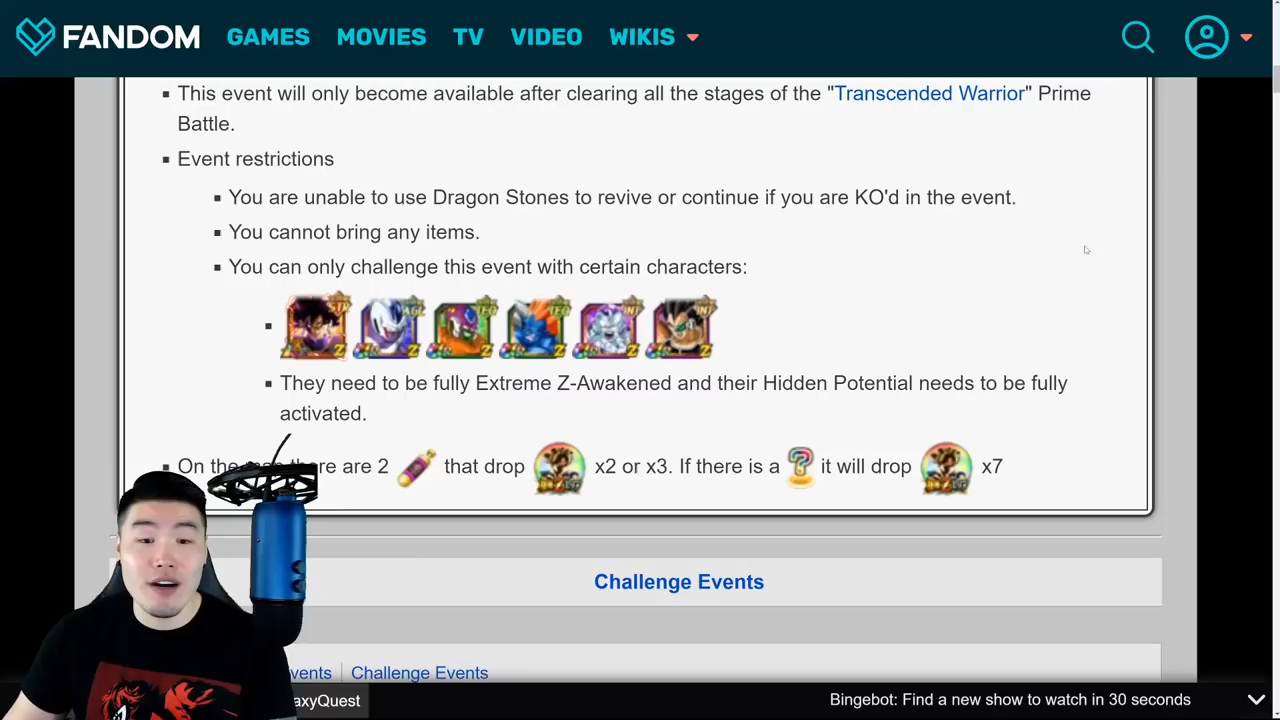 FANDOM GAMES MOVIES TV VIDEO WIKIS
This event will only become available after clearing all the stages of the "Transcended Warrior" Prime
Battle.
Event restrictions
You are unable to use Dragon Stones to revive or continue if you are KO'd in the event.
You cannot bring any items.
You can only challenge this event with certain characters:
They need to be fully Extreme Z-Awakened and their Hidden Potential needs to be fully
activated.
On the there are 2 that drop x2 or x3. If there is a ? it will drop x7
Challenge Events
vents Challenge Events
axyQuest
Bingebot: Find a new show to watch in 30 seconds